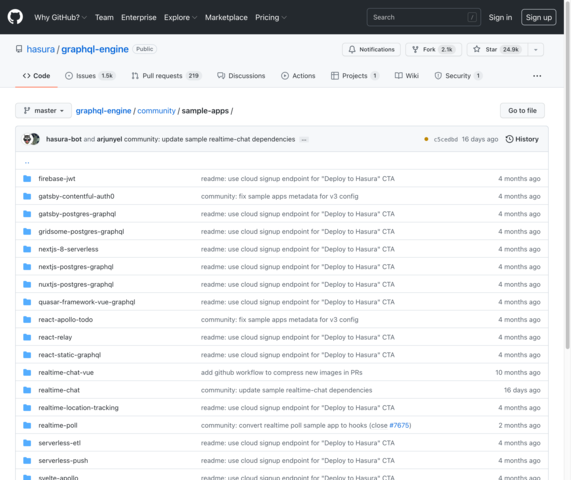 Why GitHub? Team Enterprise Explore Marketplace Pricing Search / Sign in Sign up
hasura / graphql-engine Public Notifications Fork 2.1k Star 24.9k
Code Issues 1.5k Pull requests 219 Discussions Actions Projects 1 Wiki Security 1 ...
master graphql-engine / community / sample-apps / Go to file
hasura-bot and arjunyel community: update sample realtime-chat dependencies ... c5cedbd 16 days ago History
..
firebase-jwt readme: use cloud signup endpoint for "Deploy to Hasura" CTA 4 months ago
gatsby-contentful-auth0 community: fix sample apps metadata for v3 config 4 months ago
gatsby-postgres-graphql readme: use cloud signup endpoint for "Deploy to Hasura" CTA 4 months ago
gridsome-postgres-graphql readme: use cloud signup endpoint for "Deploy to Hasura" CTA 4 months ago
nextjs-8-serverless readme: use cloud signup endpoint for "Deploy to Hasura" CTA 4 months ago
nextjs-postgres-graphql readme: use cloud signup endpoint for "Deploy to Hasura" CTA 4 months ago
nuxtjs-postgres-graphql readme: use cloud signup endpoint for "Deploy to Hasura" CTA 4 months ago
quasar-framework-vue-graphql readme: use cloud signup endpoint for "Deploy to Hasura" CTA 4 months ago
react-apollo-todo community: fix sample apps metadata for v3 config 4 months ago
react-relay readme: use cloud signup endpoint for "Deploy to Hasura" CTA 4 months ago
react-static-graphql readme: use cloud signup endpoint for "Deploy to Hasura" CTA 4 months ago
realtime-chat-vue add github workflow to compress new images in PRs 10 months ago
realtime-chat community: update sample realtime-chat dependencies 16 days ago
realtime-location-tracking readme: use cloud signup endpoint for "Deploy to Hasura" CTA 4 months ago
realtime-poll community: convert realtime poll sample app to hooks (close #7675) 2 months ago
serverless-etl readme: use cloud signup endpoint for "Deploy to Hasura" CTA 4 months ago
serverless-push readme: use cloud signup endpoint for "Deploy to Hasura" CTA 4 months ago
svelte-apollo readme: use cloud signup endpoint for "Deploy to Hasura" CTA 4 months ago